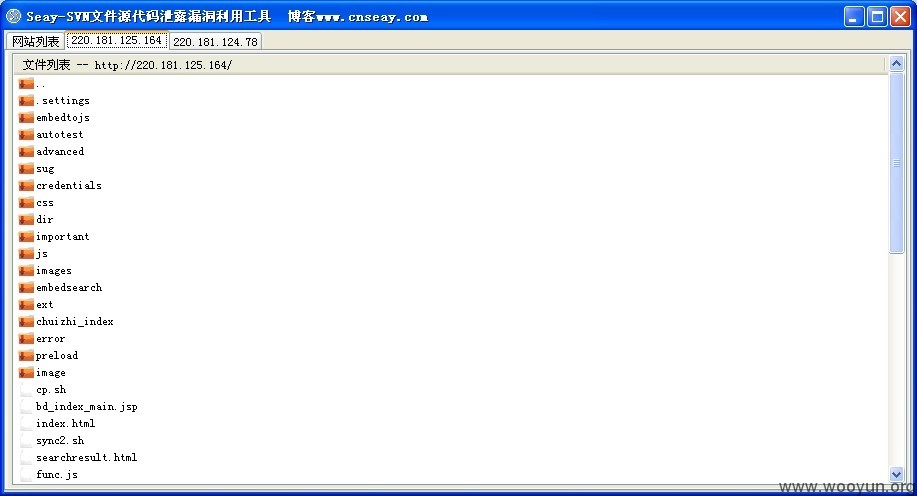 Seay-SVN文件源代码泄露漏洞利用工具  博客www.cnseay.com
网站列表 220.181.125.164 220.181.124.78
文件列表 -- http://220.181.125.164/
..
.settings
embedtojs
autotest
advanced
sug
credentials
css
dir
important
js
images
embedsearch
ext
chuizhi_index
error
preload
image
cp.sh
bd_index_main.jsp
index.html
sync2.sh
searchresult.html
func.js
www.wooyun.org